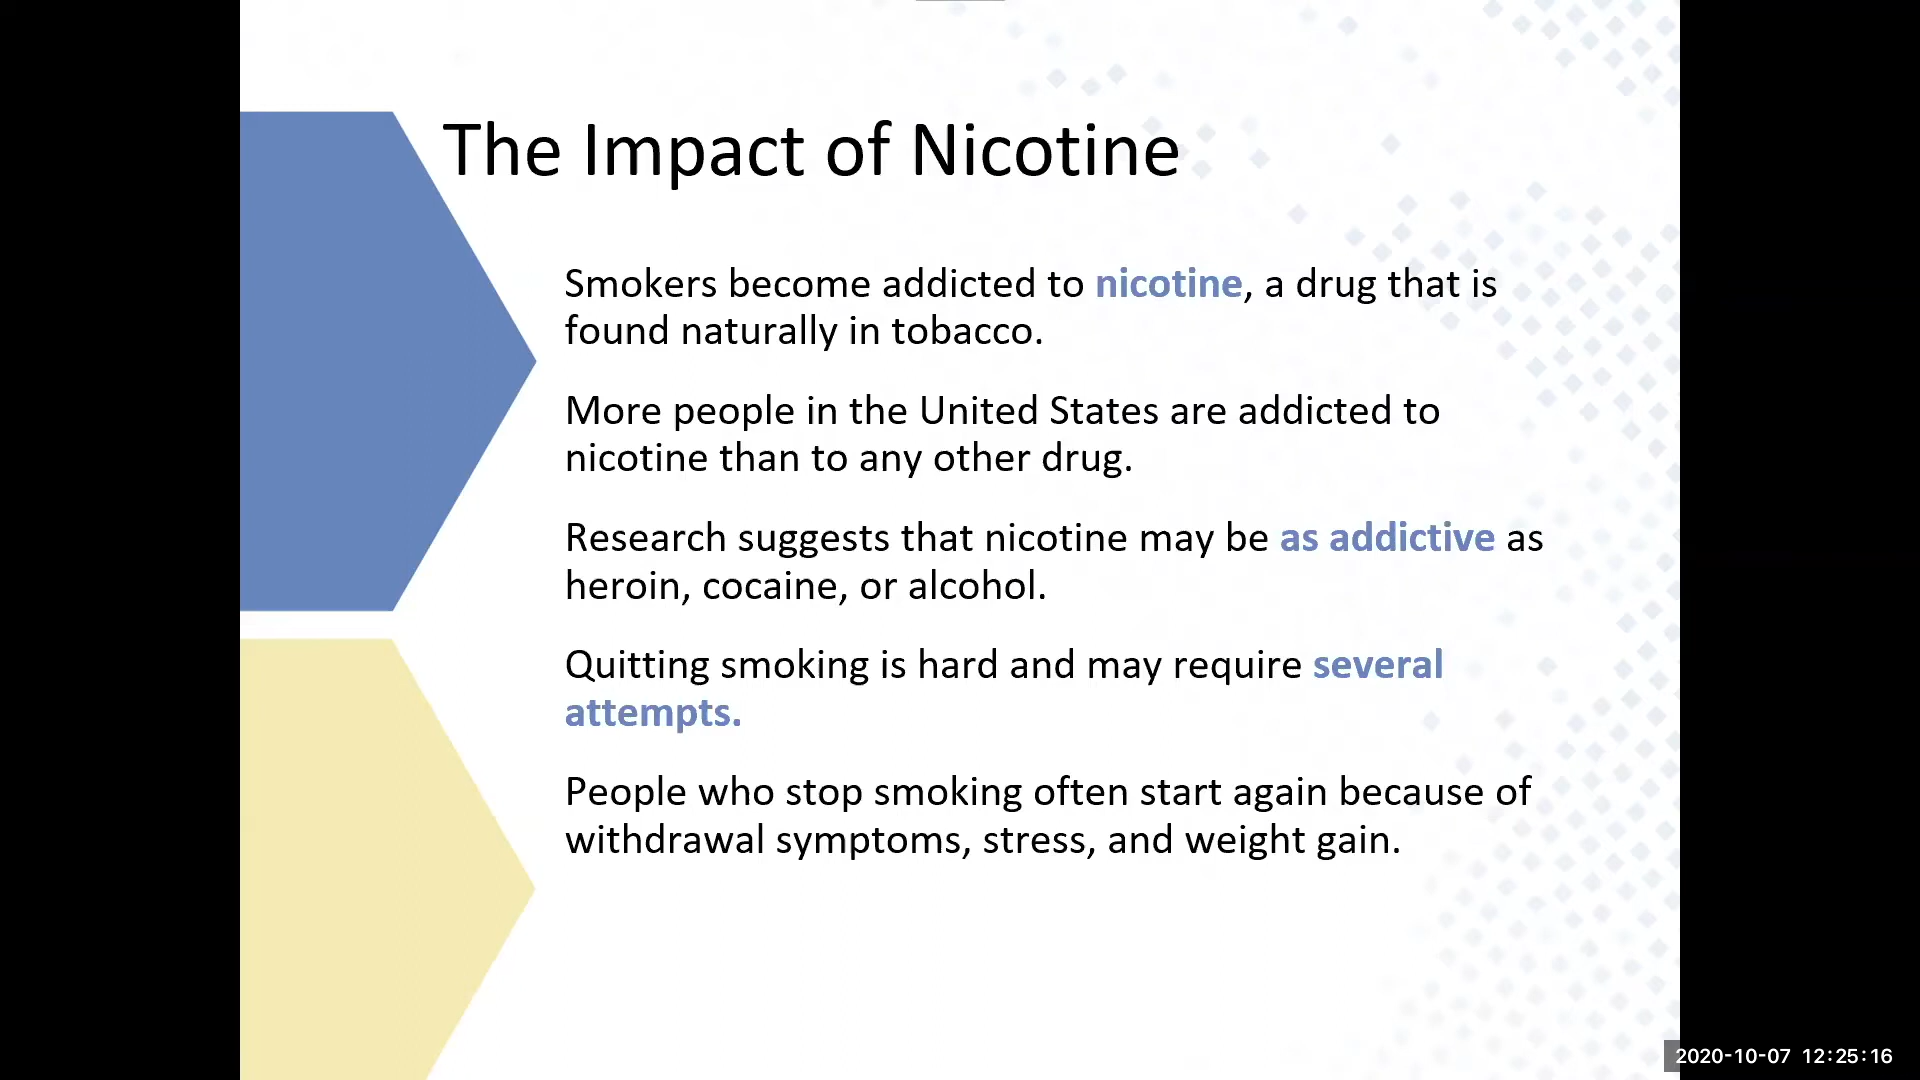 The Impact of Nicotine
Smokers become addicted to nicotine, a drug that is
found naturally in tobacco.
More people in the United States are addicted to
nicotine than to any other drug.
Research suggests that nicotine may be as addictive as
heroin, cocaine, or alcohol.
Quitting smoking is hard and may require several
attempts.
People who stop smoking often start again because of
withdrawal symptoms, stress, and weight gain.
2020-10-07 12:25:16